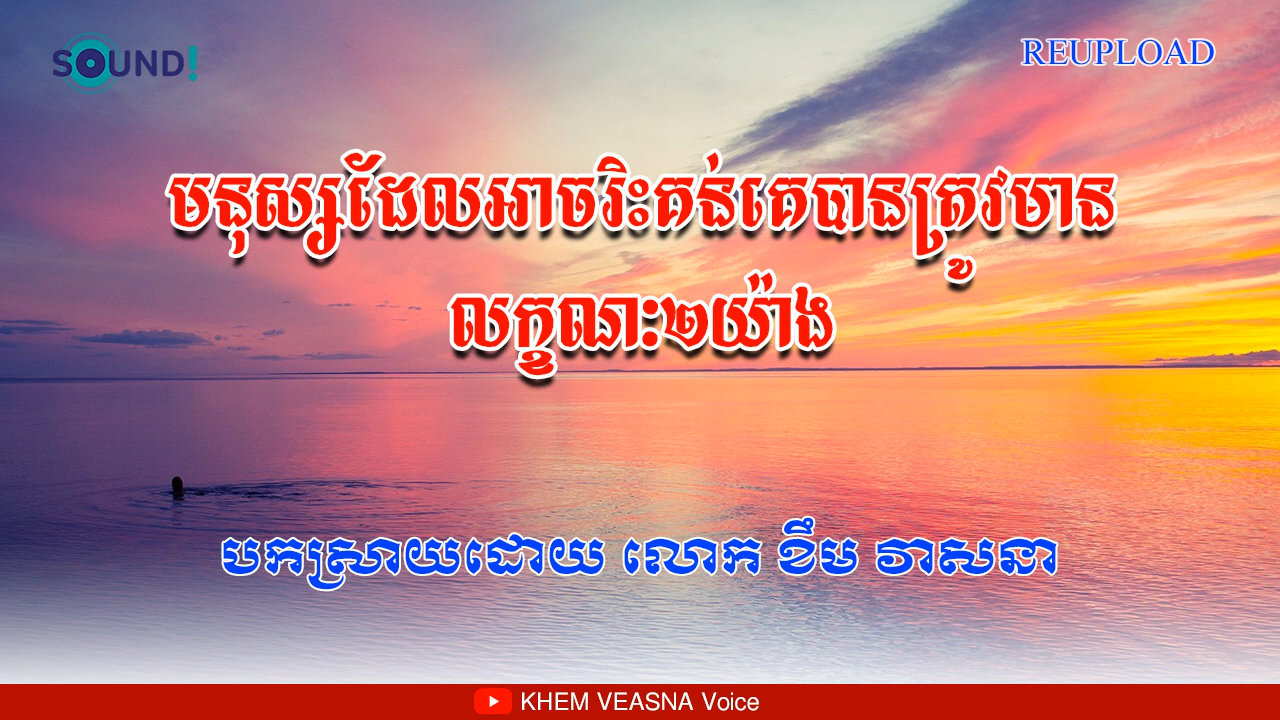 SOUND!
REUPLOAD
មនុស្សដែលអាចរិះគន់គេបានត្រូវមាន
លក្ខណៈ២យ៉ាង
បកស្រាយដោយ លោក ខឹម វាសនា
KHEM VEASNA Voice